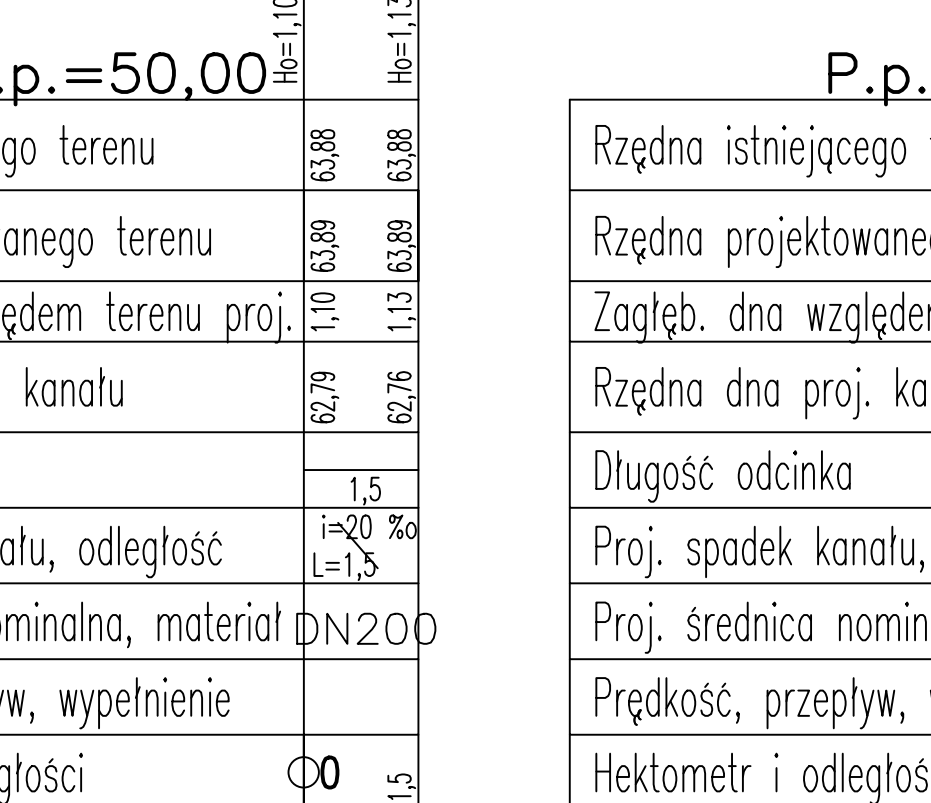 Ho=1,10 Ho=1,13
.p.=50,00 P.p.
go terenu 63,88 63,88 Rzędna istniejącego
anego terenu 63,89 63,89 Rzędna projektowaneg
ędem terenu proj. 1,10 1,13 Zagłęb. dna względem
kanału 62,79 62,76 Rzędna dna proj. ka
1,5 Długość odcinka
ału, odległość i=20 ‰ Proj. spadek kanału,
L=1,5
ominalna, materiał DN200 Proj. średnica nomin
yw, wypełnienie Prędkość, przepływ,
głości 0 1,5 Hektometr i odległoś